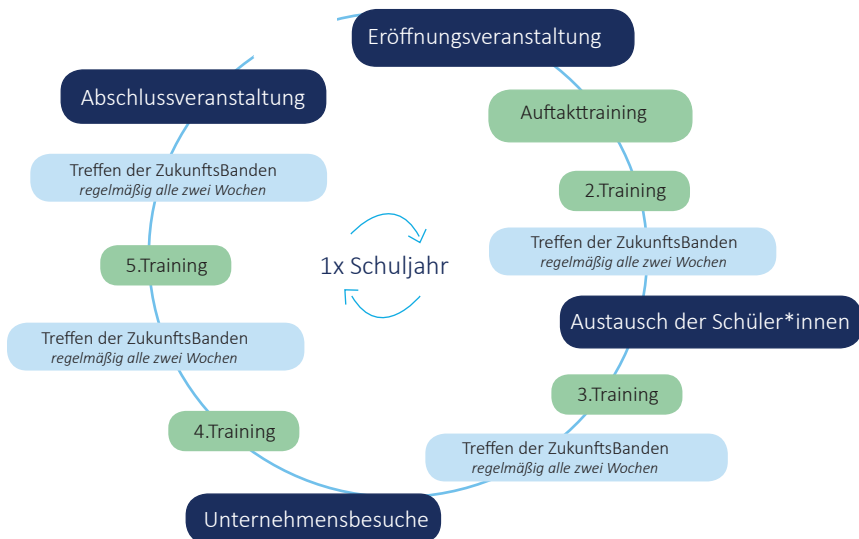 Eröffnungsveranstaltung
Auftakttraining
2.Training
Treffen der ZukunftsBanden
regelmäßig alle zwei Wochen
Austausch der Schüler*innen
3.Training
Treffen der ZukunftsBanden
regelmäßig alle zwei Wochen
Unternehmensbesuche
4.Training
Treffen der ZukunftsBanden
regelmäßig alle zwei Wochen
5.Training
Treffen der ZukunftsBanden
regelmäßig alle zwei Wochen
Abschlussveranstaltung
1x Schuljahr